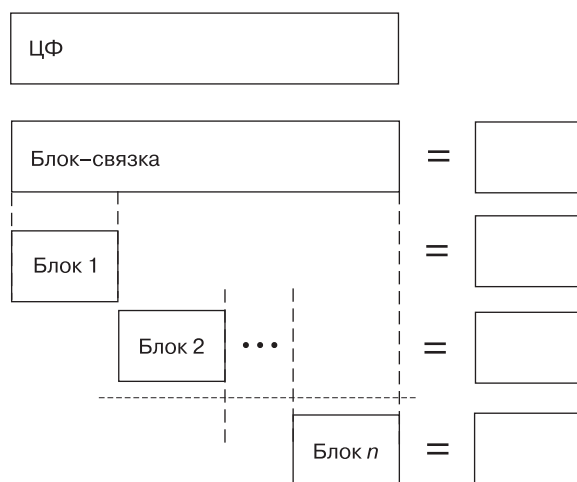 ЦФ
Блок–связка =
Блок 1 =
Блок 2 ••• =
Блок n =